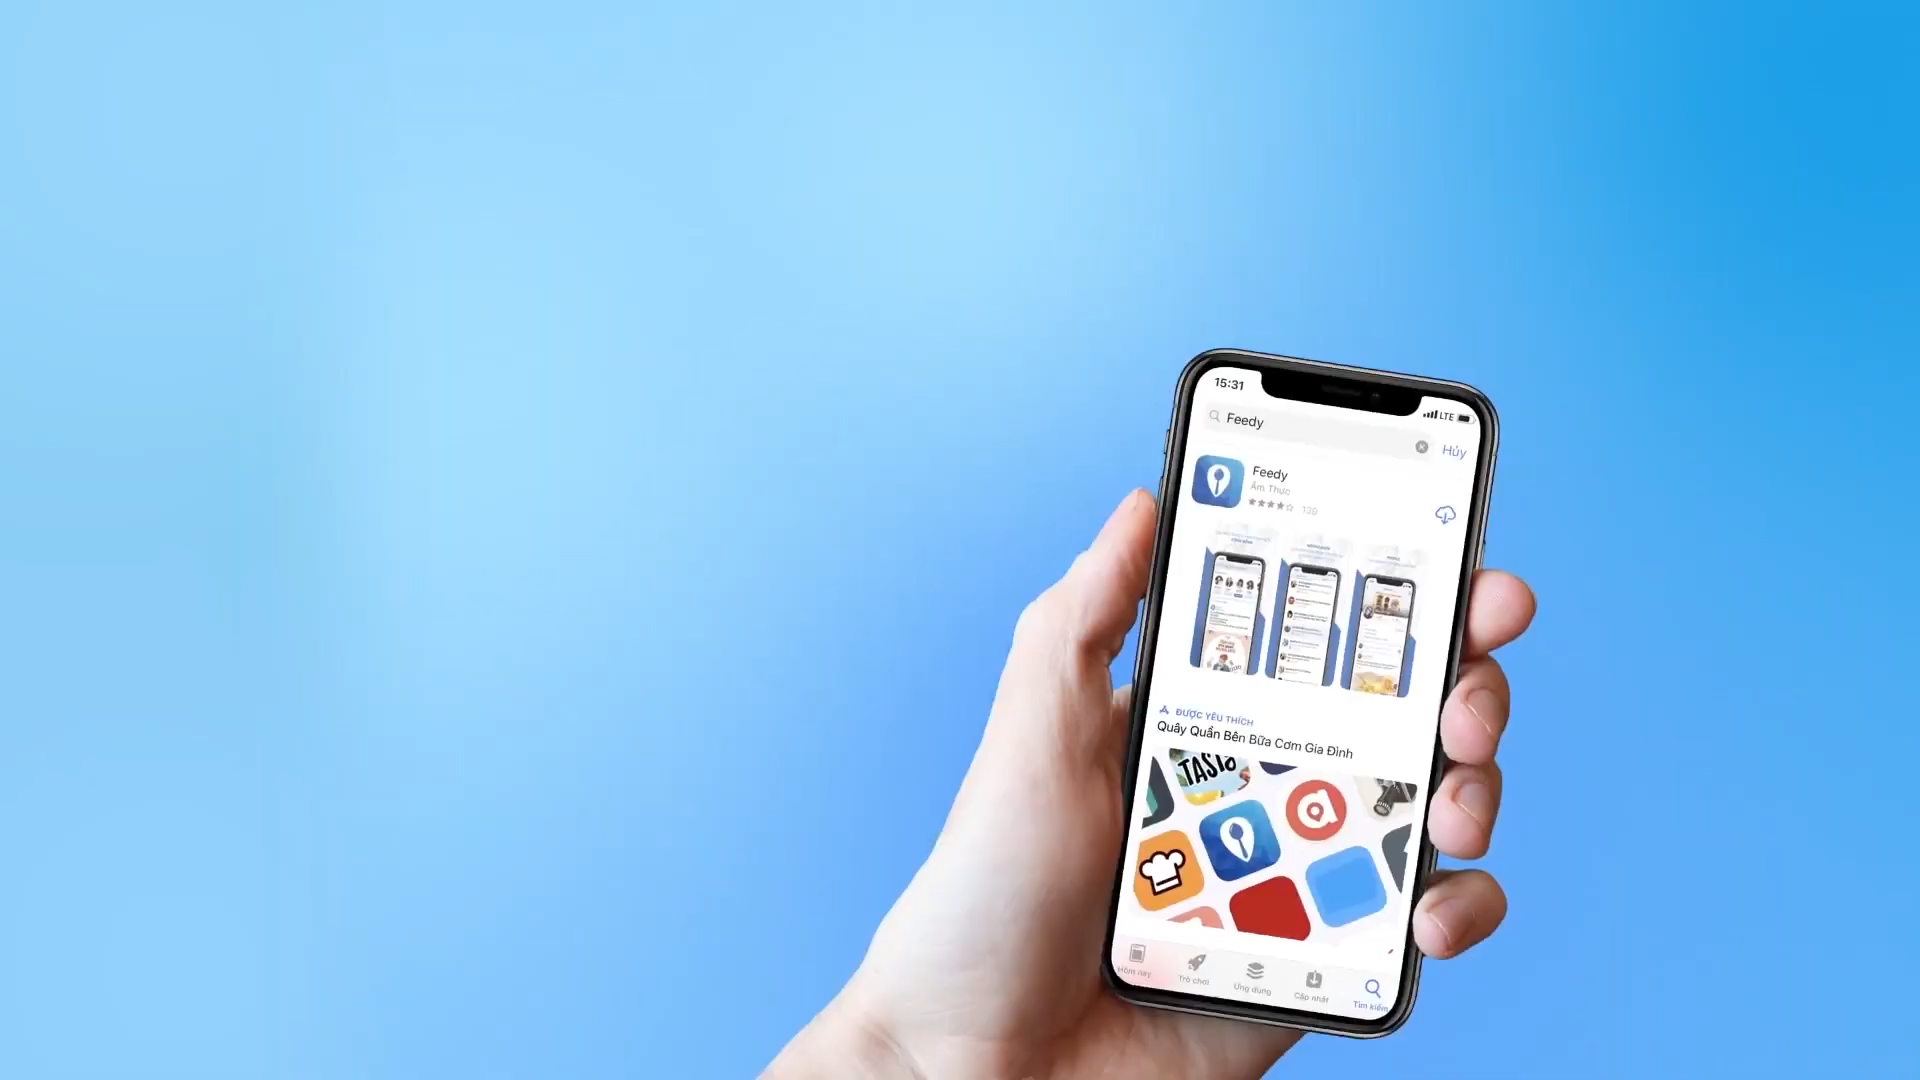 15:31
LTE
Feedy
Hủy
Feedy
Ẩm Thực
139
ĐƯỢC YÊU THÍCH
Quây Quần Bên Bữa Cơm Gia Đình
TASTY
Hôm nay
Trò chơi
Ứng dụng
Cập nhật
Tìm kiếm